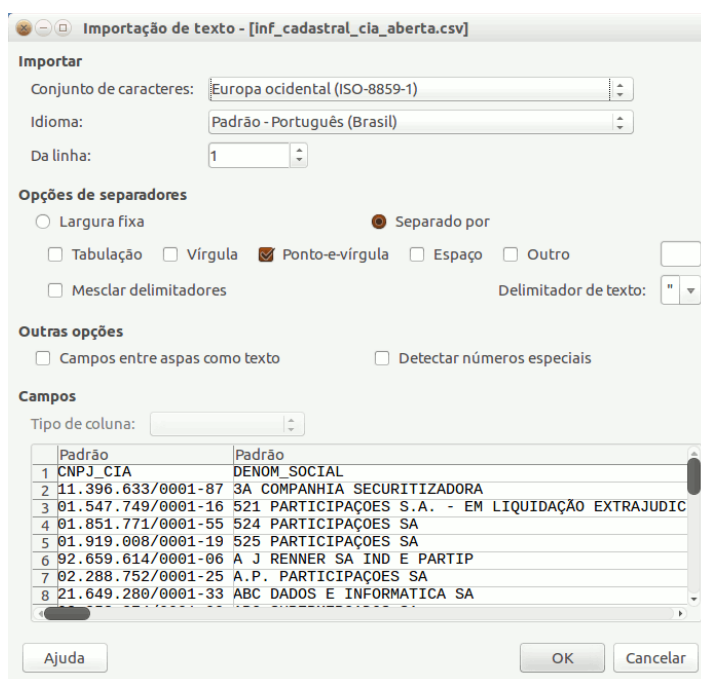 Importação de texto - [inf_cadastral_cia_aberta.csv]
Importar
Conjunto de caracteres: Europa ocidental (ISO-8859-1)
Idioma: Padrão - Português (Brasil)
Da linha: 1
Opções de separadores
Largura fixa Separado por
Tabulação Vírgula Ponto-e-vírgula Espaço Outro
Mesclar delimitadores Delimitador de texto: "
Outras opções
Campos entre aspas como texto Detectar números especiais
Campos
Tipo de coluna:
Padrão Padrão
1 CNPJ_CIA DENOM_SOCIAL
2 11.396.633/0001-87 3A COMPANHIA SECURITIZADORA
3 01.547.749/0001-16 521 PARTICIPAÇOES S.A. - EM LIQUIDAÇÃO EXTRAJUDIC
4 01.851.771/0001-55 524 PARTICIPAÇOES SA
5 01.919.008/0001-19 525 PARTICIPAÇOES SA
6 92.659.614/0001-06 A J RENNER SA IND E PARTIP
7 02.288.752/0001-25 A.P. PARTICIPAÇOES SA
8 21.649.280/0001-33 ABC DADOS E INFORMATICA SA
Ajuda OK Cancelar